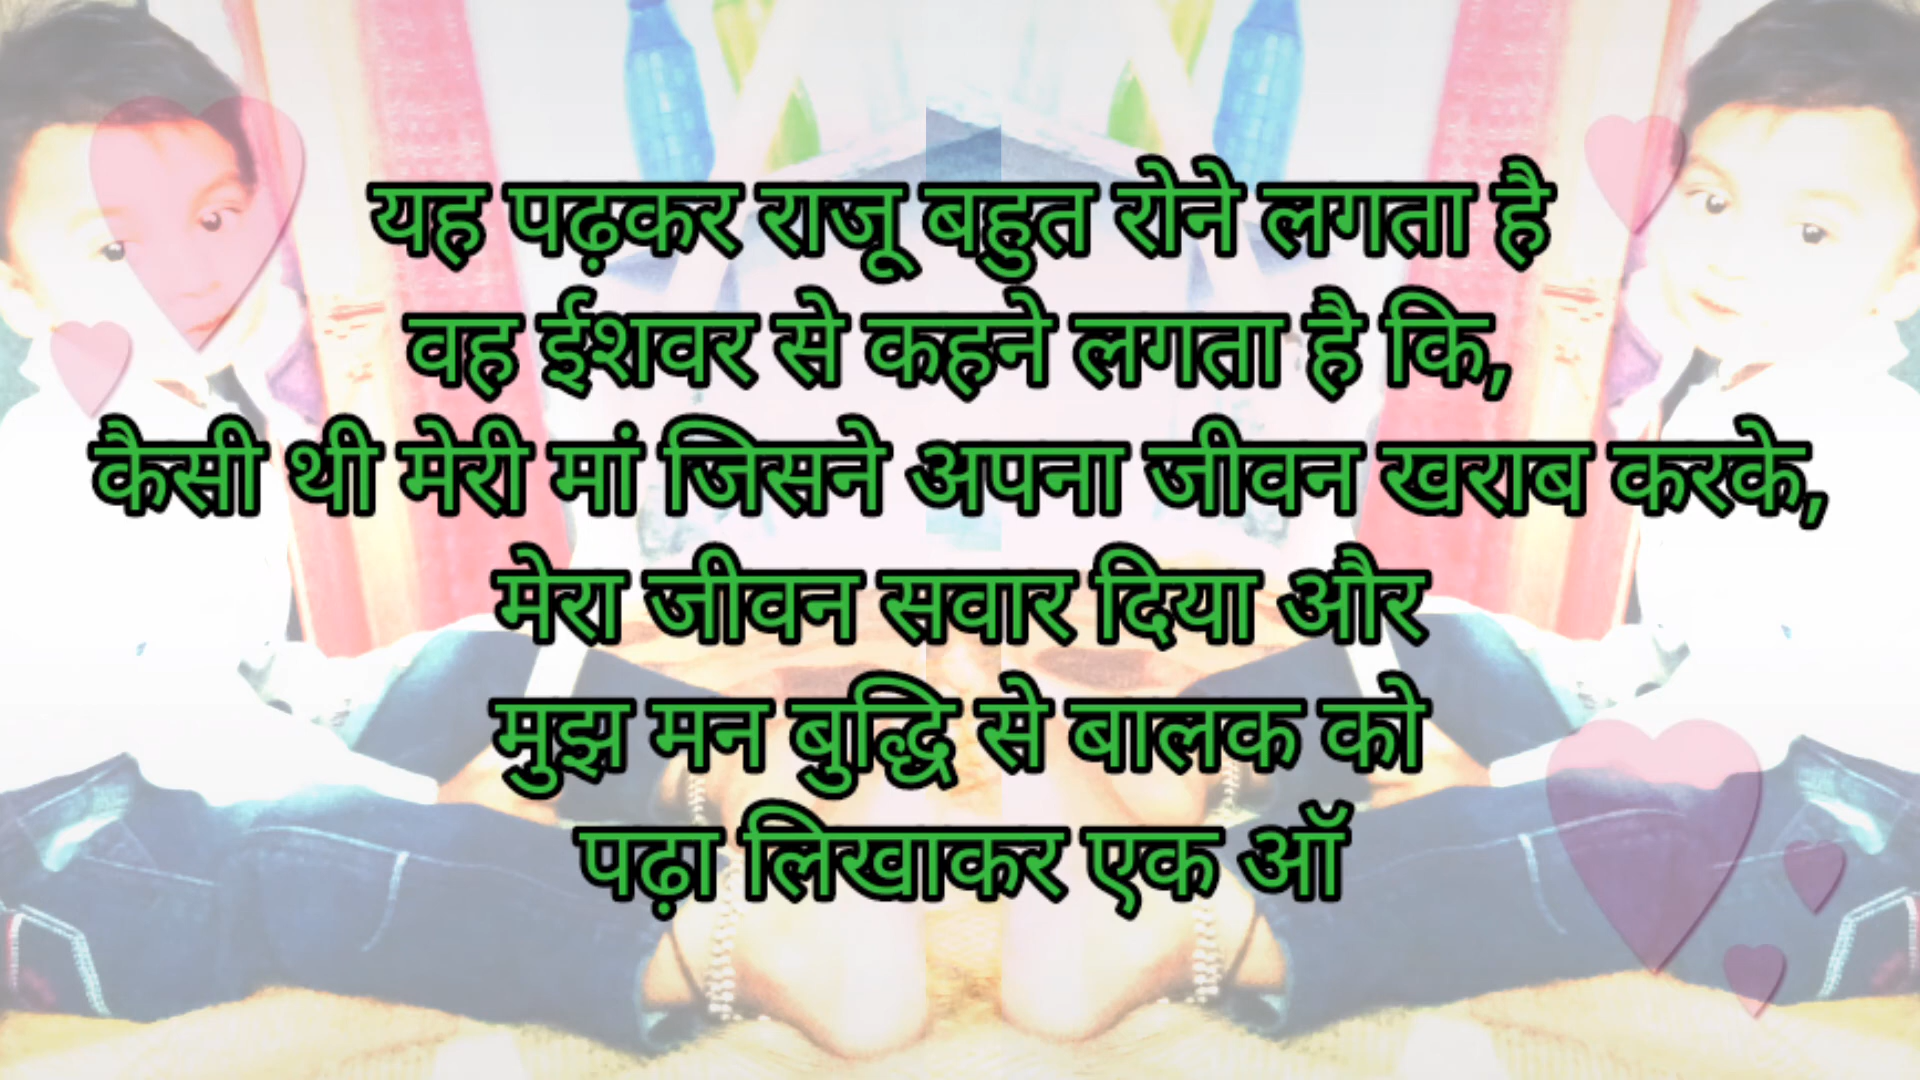 यह पढ़कर राजू बहुत रोने लगता है
वह ईशवर से कहने लगता है कि,
कैसी थी मेरी मां जिसने अपना जीवन खराब करके,
मेरा जीवन सवार दिया और
मुझ मन बुद्धि से बालक को
पढ़ा लिखाकर एक ऑ